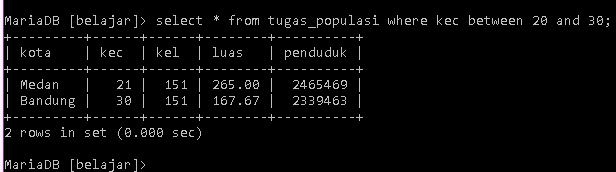 MariaDB [belajar]> select * from tugas_populasi where kec between 20 and 30;
+---------+-----+-----+--------+----------+
| kota    | kec | kel | luas   | penduduk |
+---------+-----+-----+--------+----------+
| Medan   |  21 | 151 | 265.00 |  2465469 |
| Bandung |  30 | 151 | 167.67 |  2339463 |
+---------+-----+-----+--------+----------+
2 rows in set (0.000 sec)
MariaDB [belajar]>